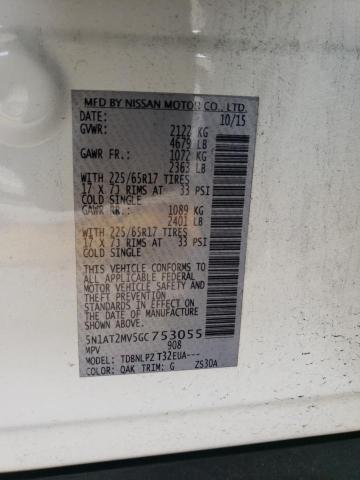 MFD BY NISSAN MOTOR CO., LTD.
DATE: 10/15
GVWR: 2122 KG
4679 LB
GAWR FR.: 1072 KG
2363 LB
WITH 225/65R17 TIRES
17 X 7J RIMS AT 33 PSI
COLD SINGLE
GAWR RR.: 1089 KG
2401 LB
WITH 225/65R17 TIRES
17 X 7J RIMS AT 33 PSI
COLD SINGLE
THIS VEHICLE CONFORMS TO
ALL APPLICABLE FEDERAL
MOTOR VEHICLE SAFETY
AND THEFT PREVENTION
STANDARDS IN EFFECT ON
THE DATE OF MANUFACTURE
SHOWN ABOVE.
5N1AT2MV5GC753055
MPV 908
MODEL: TDBNLPZ T32EUA---
COLOR: QAK TRIM: G ZS30A